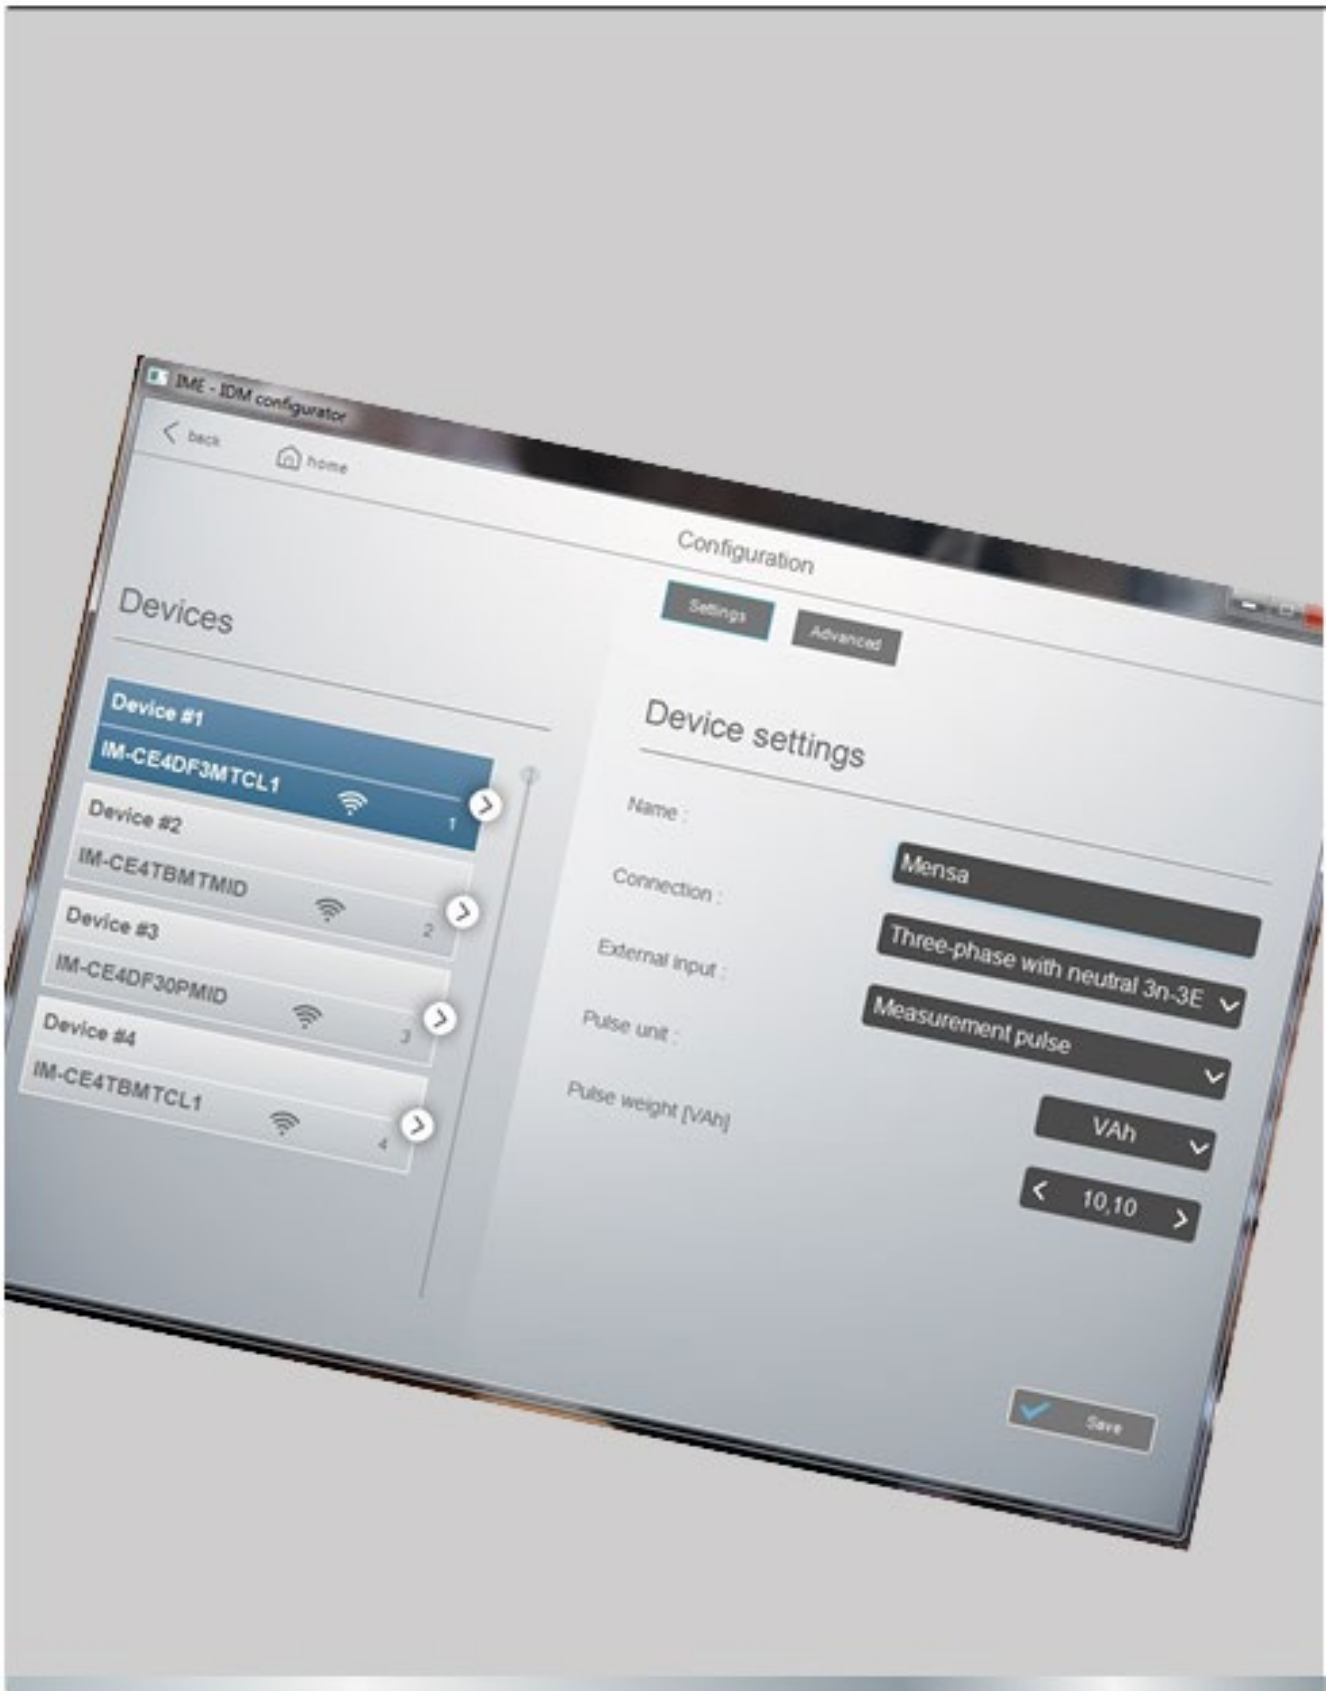 IME - IDM configurator
back
home
Configuration
Settings
Advanced
Devices
Device #1
IM-CE4DF3MTCL1
1
Device #2
IM-CE4TBMTMID
2
Device #3
IM-CE4DF30PMID
3
Device #4
IM-CE4TBMTCL1
4
Device settings
Name :
Mensa
Connection :
Three-phase with neutral 3n-3E
External input :
Measurement pulse
Pulse unit :
VAh
Pulse weight [VAh]
10,10
Save